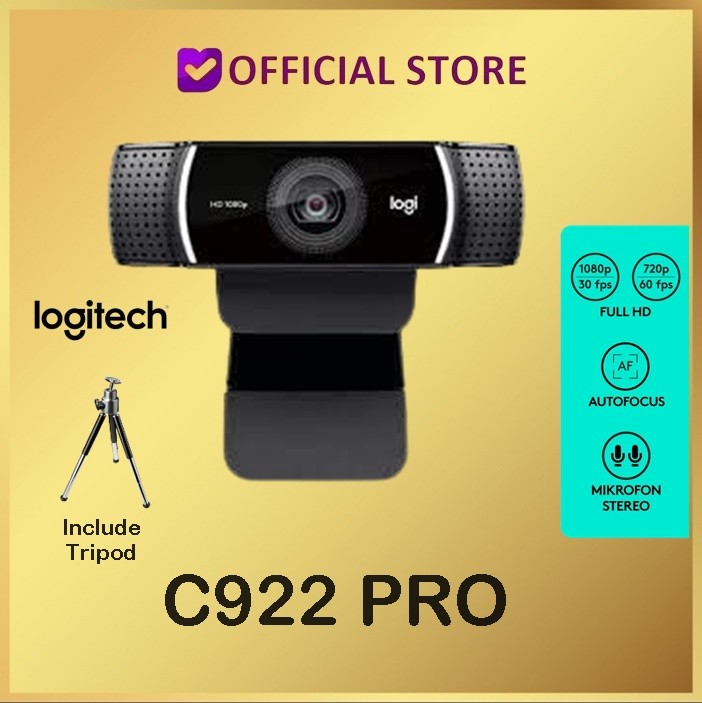 OFFICIAL STORE
HD 1080p
logi
logitech
1080p
30 fps
720p
60 fps
FULL HD
AF
AUTOFOCUS
MIKROFON
STEREO
Include
Tripod
C922 PRO